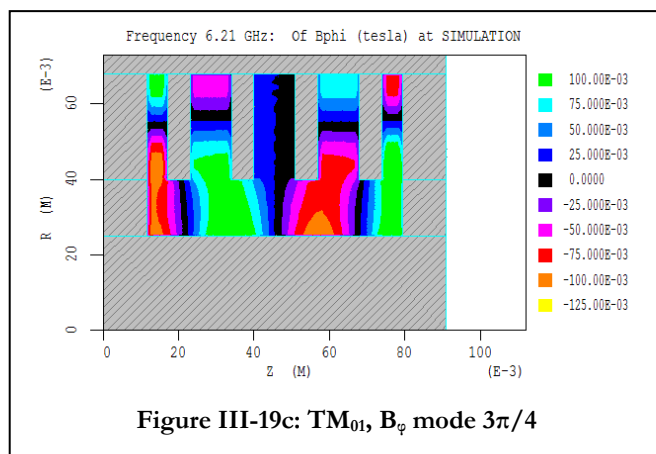 Frequency 6.21 GHz: Of Bphi (tesla) at SIMULATION
(E-3)
R (M)
60
40
20
0
0 20 40 60 80 100
Z (M) (E-3)
100.00E-03
75.000E-03
50.000E-03
25.000E-03
0.0000
-25.000E-03
-50.000E-03
-75.000E-03
-100.00E-03
-125.00E-03
Figure III-19c: TM₀₁, Bφ mode 3π/4